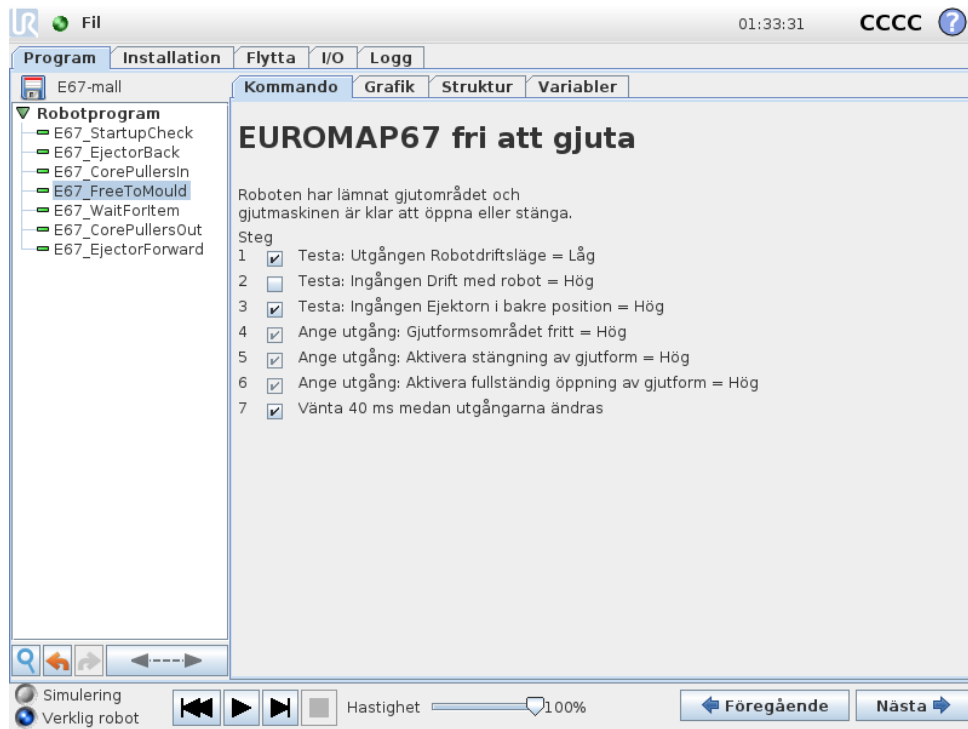 UR Fil 01:33:31 CCCC ?
Program Installation Flytta I/O Logg
E67-mall
Kommando Grafik Struktur Variabler
Robotprogram
E67_StartupCheck
E67_EjectorBack
E67_CorePullersIn
E67_FreeToMould
E67_WaitForItem
E67_CorePullersOut
E67_EjectorForward
EUROMAP67 fri att gjuta
Roboten har lämnat gjutområdet och
gjutmaskinen är klar att öppna eller stänga.
Steg
1 Testa: Utgången Robotdriftsläge = Låg
2 Testa: Ingången Drift med robot = Hög
3 Testa: Ingången Ejektorn i bakre position = Hög
4 Ange utgång: Gjutformsområdet fritt = Hög
5 Ange utgång: Aktivera stängning av gjutform = Hög
6 Ange utgång: Aktivera fullständig öppning av gjutform = Hög
7 Vänta 40 ms medan utgångarna ändras
Simulering
Verklig robot
Hastighet 100%
Föregående
Nästa